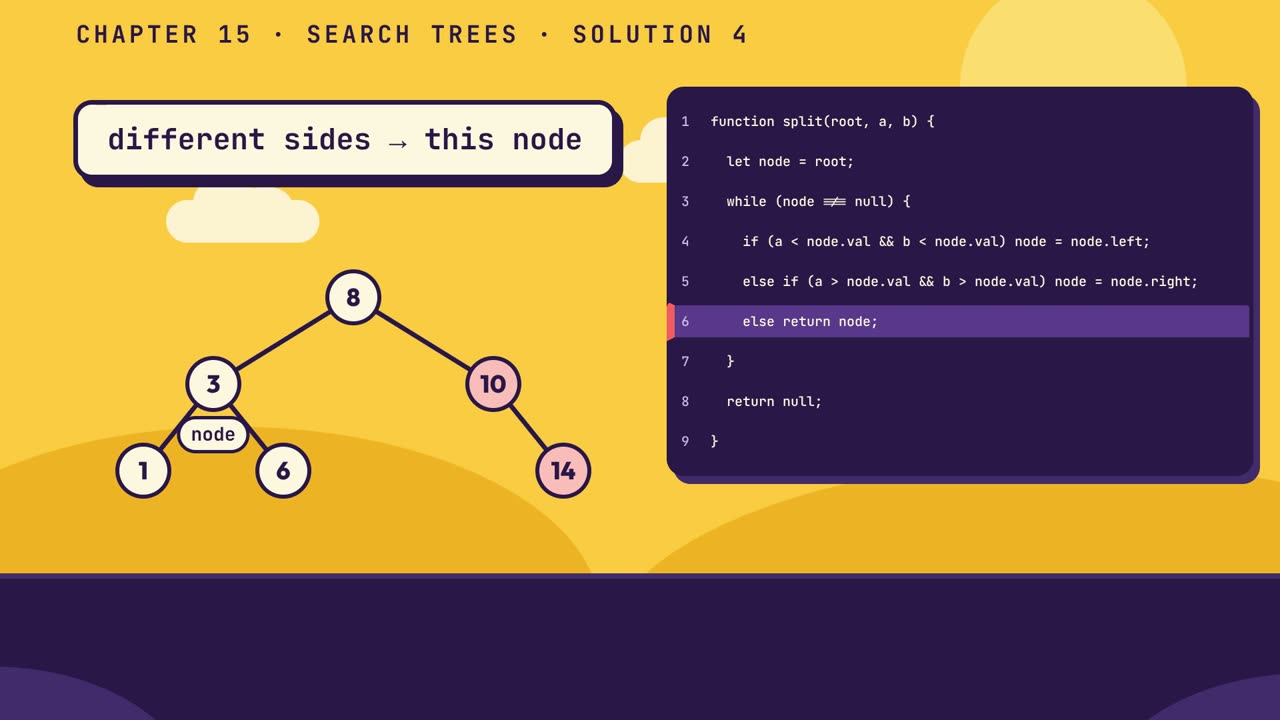 CHAPTER 15 · SEARCH TREES · SOLUTION 4
different sides → this node
8
3
10
node
1
6
14
1 function split(root, a, b) {
2 let node = root;
3 while (node !== null) {
4 if (a < node.val && b < node.val) node = node.left;
5 else if (a > node.val && b > node.val) node = node.right;
6 else return node;
7 }
8 return null;
9 }